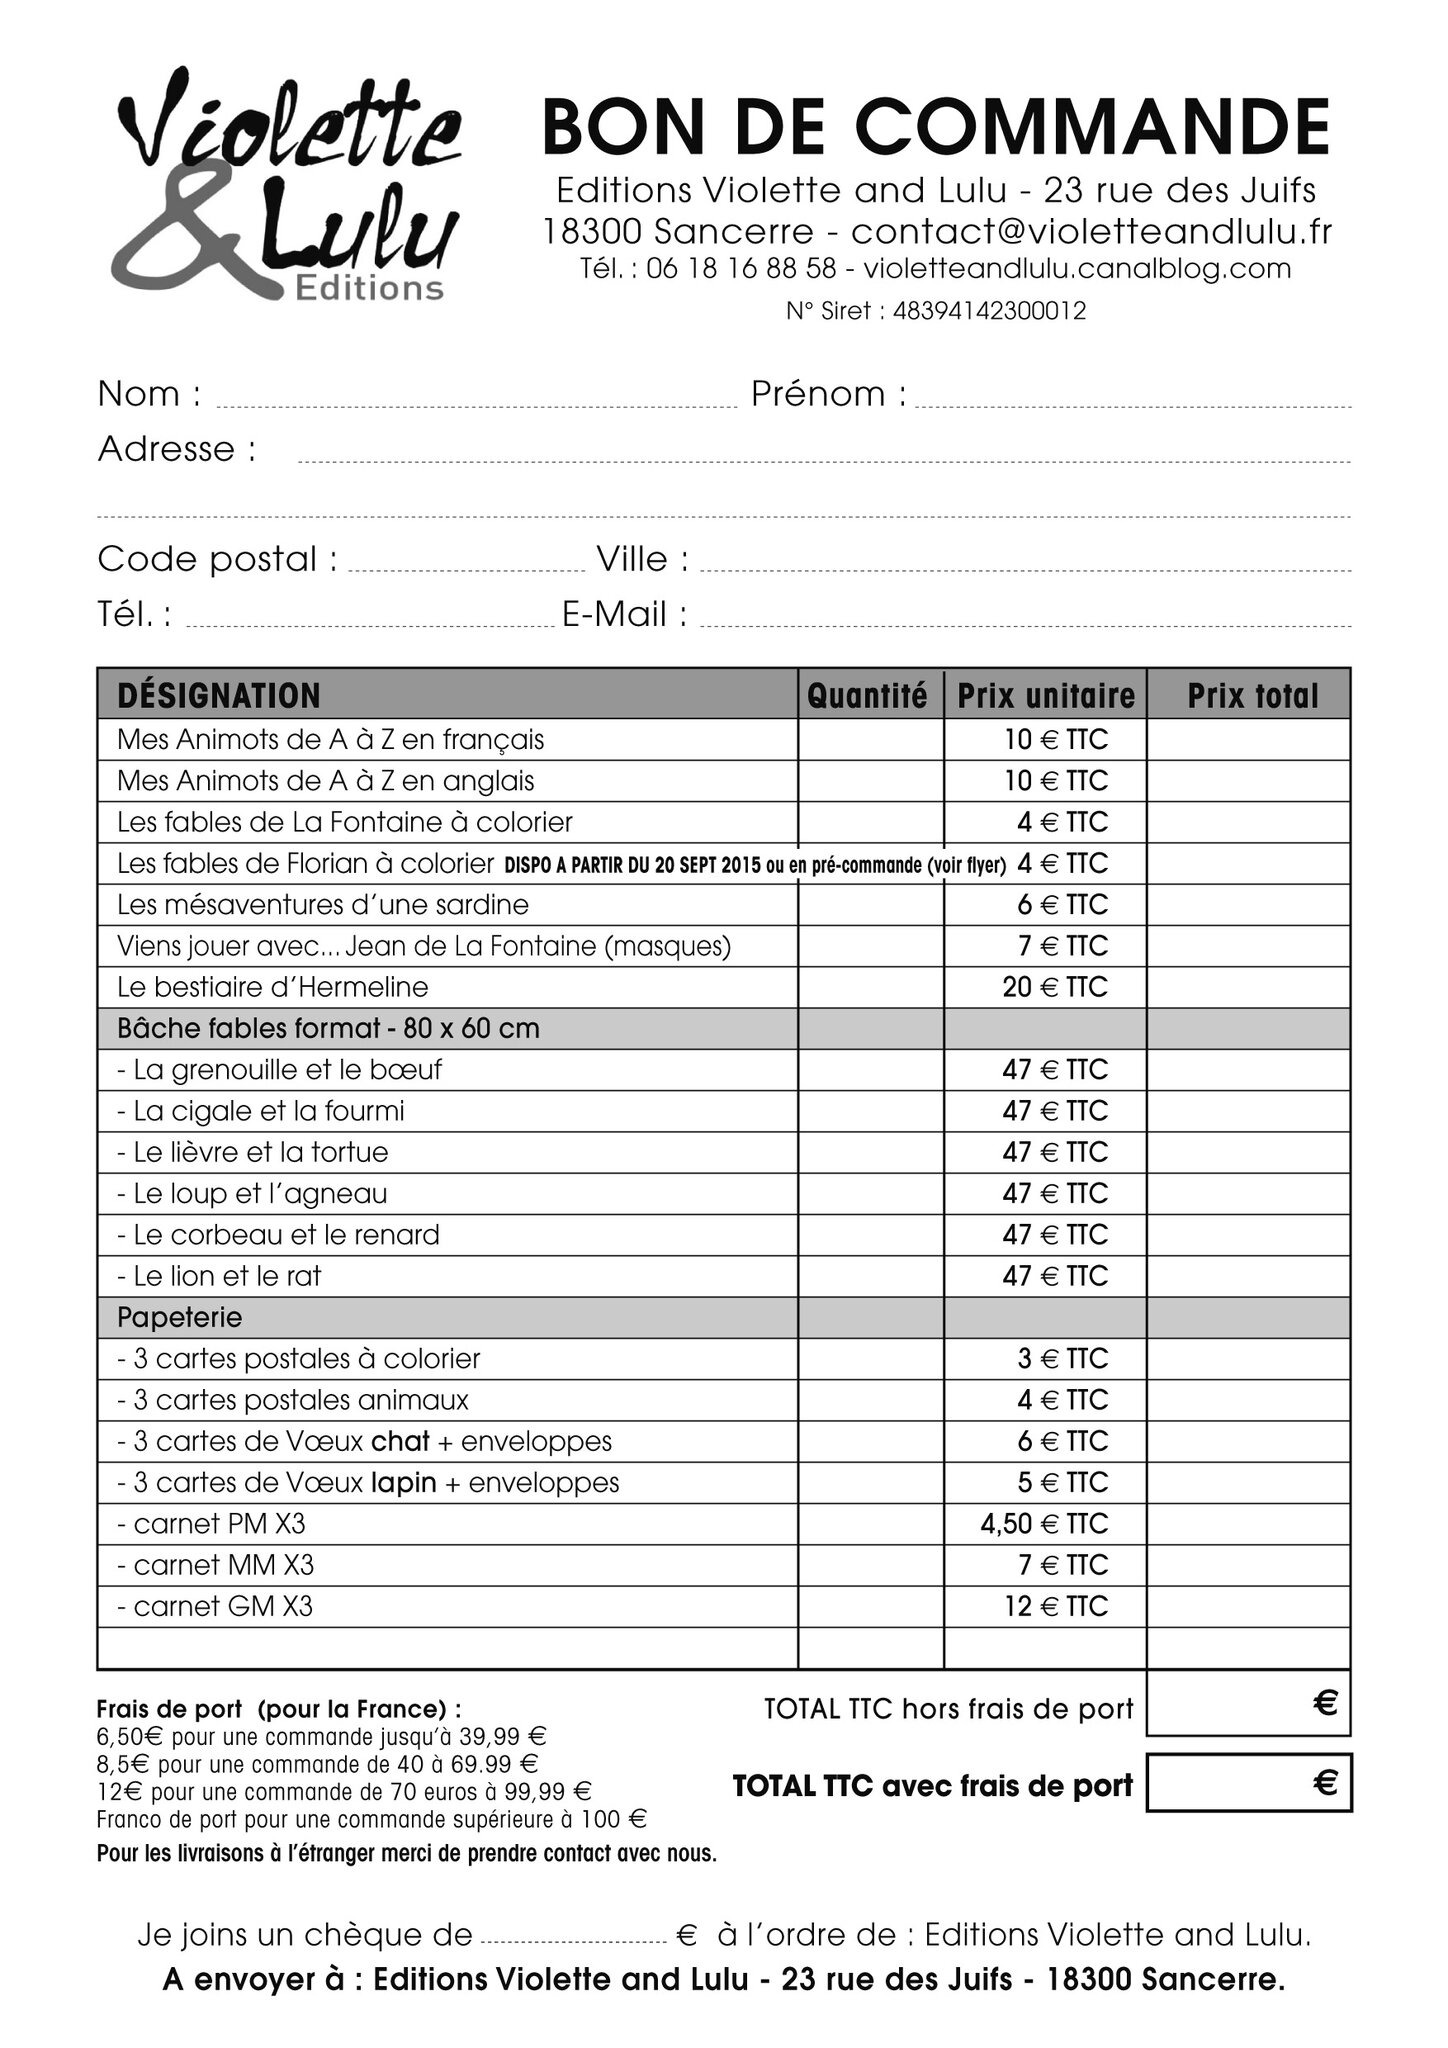 Violette
& Lulu
Editions
BON DE COMMANDE
Editions Violette and Lulu - 23 rue des Juifs
18300 Sancerre - contact@violetteandlulu.fr
Tél. : 06 18 16 88 58 - violetteandlulu.canalblog.com
N° Siret : 48394142300012
Nom : Prénom :
Adresse :
Code postal : Ville :
Tél. : E-Mail :
DÉSIGNATION Quantité Prix unitaire Prix total
Mes Animots de A à Z en français 10 € TTC
Mes Animots de A à Z en anglais 10 € TTC
Les fables de La Fontaine à colorier 4 € TTC
Les fables de Florian à colorier DISPO A PARTIR DU 20 SEPT 2015 ou en pré-commande (voir flyer) 4 € TTC
Les mésaventures d'une sardine 6 € TTC
Viens jouer avec... Jean de La Fontaine (masques) 7 € TTC
Le bestiaire d'Hermeline 20 € TTC
Bâche fables format - 80 x 60 cm
- La grenouille et le bœuf 47 € TTC
- La cigale et la fourmi 47 € TTC
- Le lièvre et la tortue 47 € TTC
- Le loup et l'agneau 47 € TTC
- Le corbeau et le renard 47 € TTC
- Le lion et le rat 47 € TTC
Papeterie
- 3 cartes postales à colorier 3 € TTC
- 3 cartes postales animaux 4 € TTC
- 3 cartes de Vœux chat + enveloppes 6 € TTC
- 3 cartes de Vœux lapin + enveloppes 5 € TTC
- carnet PM X3 4,50 € TTC
- carnet MM X3 7 € TTC
- carnet GM X3 12 € TTC
TOTAL TTC hors frais de port €
TOTAL TTC avec frais de port €
Frais de port (pour la France) :
6,50€ pour une commande jusqu'à 39,99 €
8,5€ pour une commande de 40 à 69.99 €
12€ pour une commande de 70 euros à 99,99 €
Franco de port pour une commande supérieure à 100 €
Pour les livraisons à l'étranger merci de prendre contact avec nous.
Je joins un chèque de € à l'ordre de : Editions Violette and Lulu.
A envoyer à : Editions Violette and Lulu - 23 rue des Juifs - 18300 Sancerre.